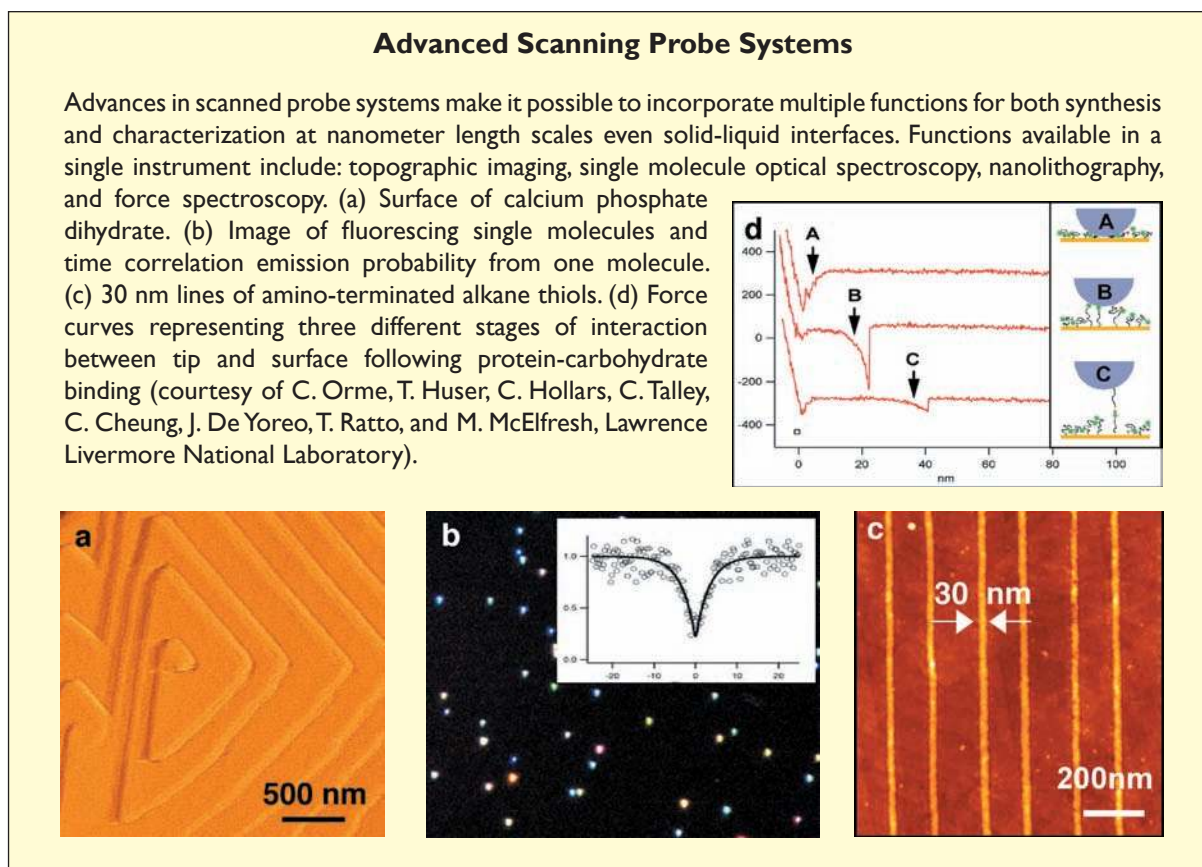 Advanced Scanning Probe Systems
Advances in scanned probe systems make it possible to incorporate multiple functions for both synthesis
and characterization at nanometer length scales even solid-liquid interfaces. Functions available in a
single instrument include: topographic imaging, single molecule optical spectroscopy, nanolithography,
and force spectroscopy. (a) Surface of calcium phosphate
dihydrate. (b) Image of fluorescing single molecules and
time correlation emission probability from one molecule.
(c) 30 nm lines of amino-terminated alkane thiols. (d) Force
curves representing three different stages of interaction
between tip and surface following protein-carbohydrate
binding (courtesy of C. Orme, T. Huser, C. Hollars, C. Talley,
C. Cheung, J. De Yoreo, T. Ratto, and M. McElfresh, Lawrence
Livermore National Laboratory).
d
400
200
0
-200
-400
A
B
C
0 20 40 60 80 100
nm
A
B
C
a
500 nm
b
1.0
0.5
0.0
-20 -10 0 10 20
c
30 nm
200nm